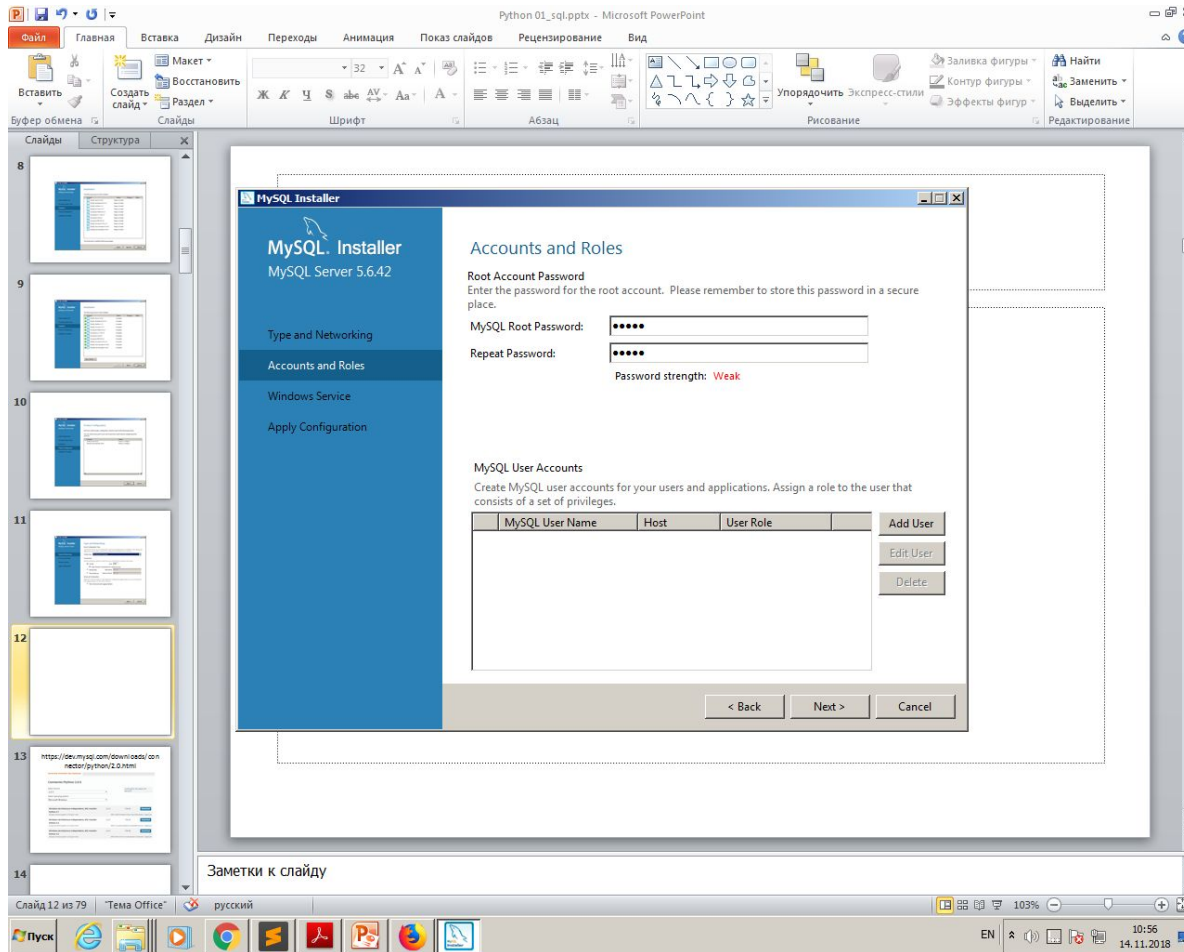 Python 01_sql.pptx - Microsoft PowerPoint
Файл Главная Вставка Дизайн Переходы Анимация Показ слайдов Рецензирование Вид
Вставить
Создать слайд
Макет
Восстановить
Раздел
32
Ж К Ч S abc AV Aa A
Упорядочить Экспресс-стили
Заливка фигуры
Контур фигуры
Эффекты фигур
Найти
Заменить
Выделить
Буфер обмена Слайды Шрифт Абзац Рисование Редактирование
Слайды Структура
8
9
10
11
12
13
https://dev.mysql.com/downloads/con
nector/python/2.0.html
14
MySQL Installer
MySQL. Installer
MySQL Server 5.6.42
Type and Networking
Accounts and Roles
Windows Service
Apply Configuration
Accounts and Roles
Root Account Password
Enter the password for the root account. Please remember to store this password in a secure
place.
MySQL Root Password: •••••
Repeat Password: •••••
Password strength: Weak
MySQL User Accounts
Create MySQL user accounts for your users and applications. Assign a role to the user that
consists of a set of privileges.
MySQL User Name Host User Role
Add User
Edit User
Delete
< Back Next > Cancel
Заметки к слайду
Слайд 12 из 79 "Тема Office" русский 103%
Пуск
EN 10:56
14.11.2018